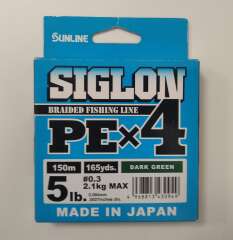 SUNLINE
SIGLON
BRAIDED FISHING LINE
PE×4
150m 165yds. DARK GREEN
5lb. #0.3
2.1kg MAX
MADE IN JAPAN